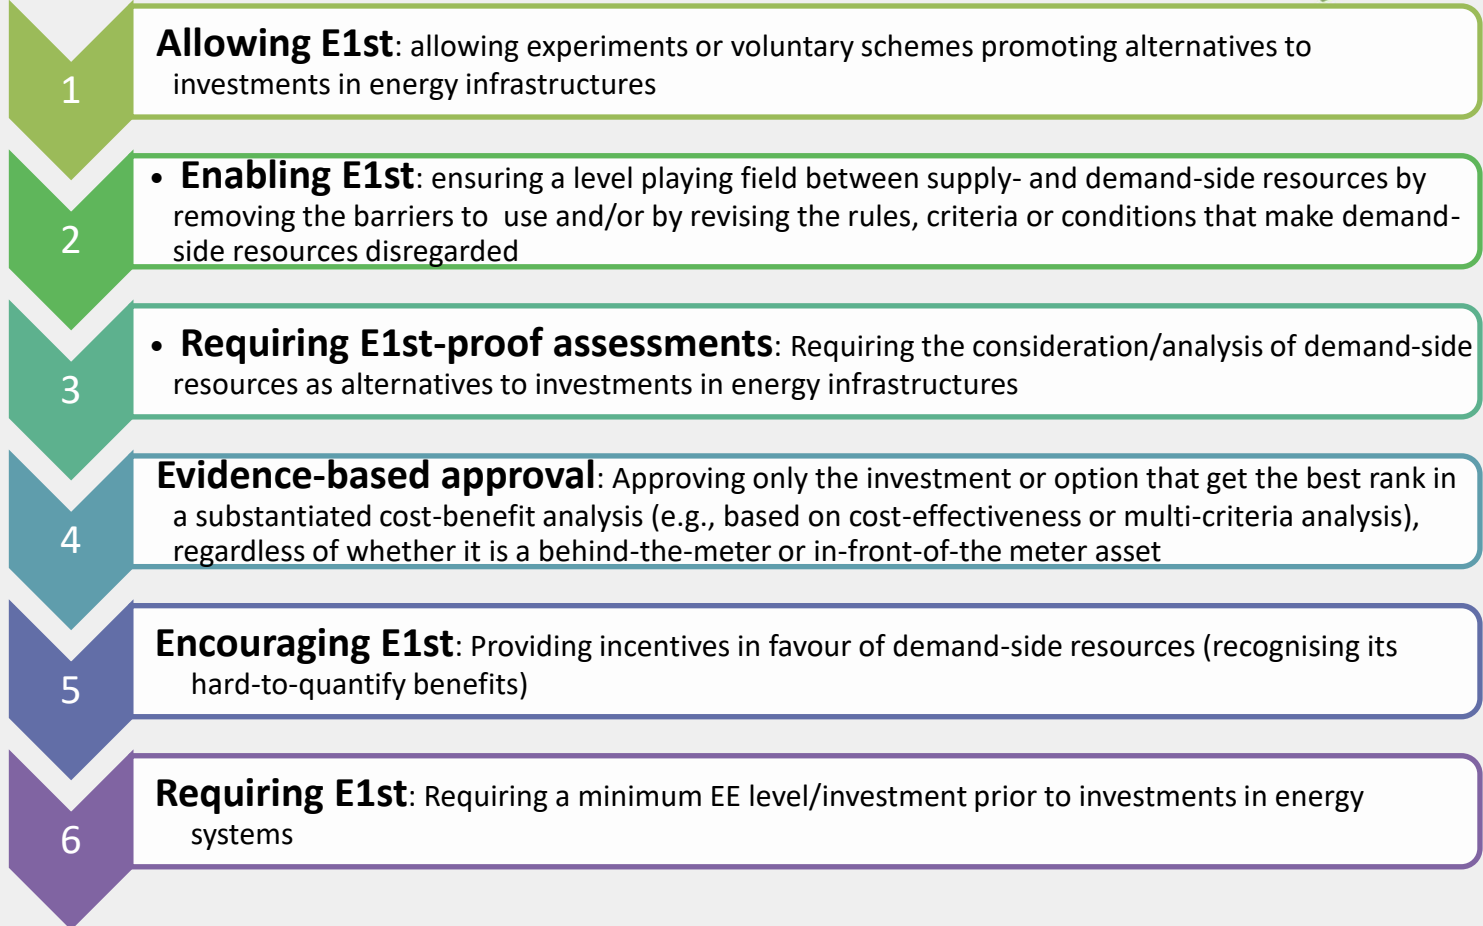 1
Allowing E1st: allowing experiments or voluntary schemes promoting alternatives to
investments in energy infrastructures
2
• Enabling E1st: ensuring a level playing field between supply- and demand-side resources by
removing the barriers to  use and/or by revising the rules, criteria or conditions that make demand-
side resources disregarded
3
• Requiring E1st-proof assessments: Requiring the consideration/analysis of demand-side
resources as alternatives to investments in energy infrastructures
4
Evidence-based approval: Approving only the investment or option that get the best rank in
a substantiated cost-benefit analysis (e.g., based on cost-effectiveness or multi-criteria analysis),
regardless of whether it is a behind-the-meter or in-front-of-the meter asset
5
Encouraging E1st: Providing incentives in favour of demand-side resources (recognising its
hard-to-quantify benefits)
6
Requiring E1st: Requiring a minimum EE level/investment prior to investments in energy
systems